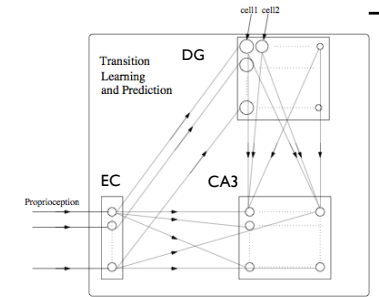 cell1 cell2
DG
Transition
Learning
and Prediction
EC
CA3
Proprioception